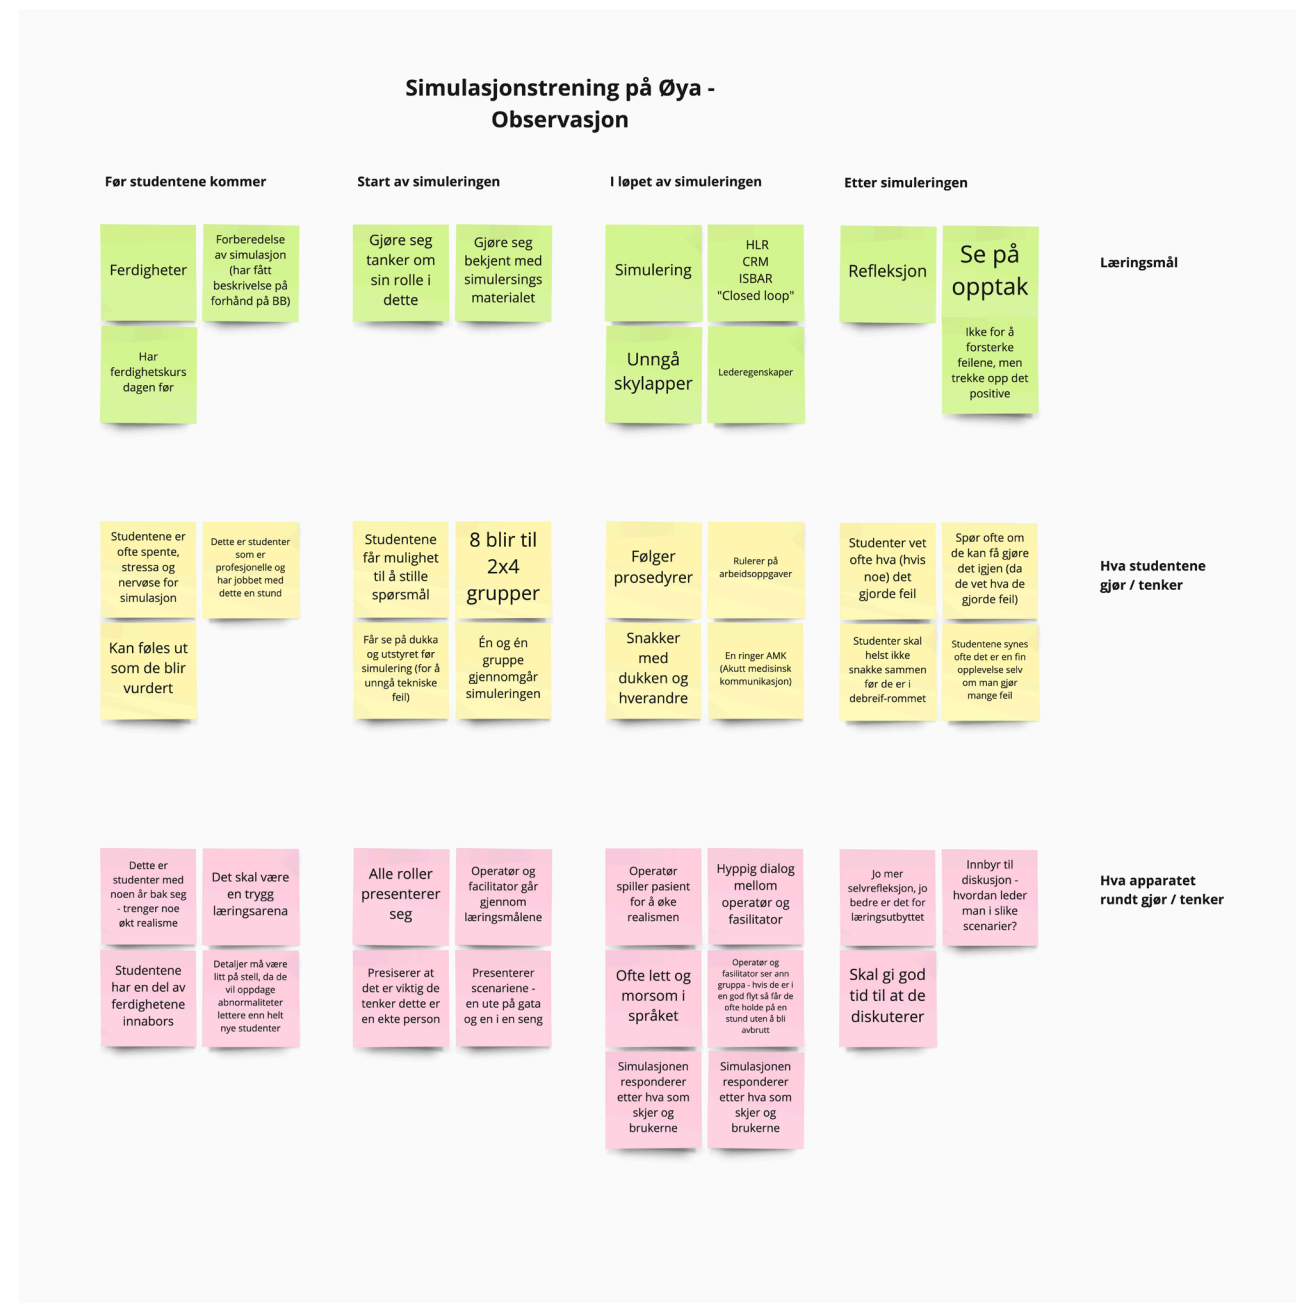 Simulasjonstrening på Øya -
Observasjon
Før studentene kommer
Start av simuleringen
I løpet av simuleringen
Etter simuleringen
Ferdigheter
Forberedelse
av simulasjon
(har fått
beskrivelse på
forhånd på BB)
Har
ferdighetskurs
dagen før
Gjøre seg
tanker om
sin rolle i
dette
Gjøre seg
bekjent med
simulersings
materialet
Simulering
HLR
CRM
ISBAR
"Closed loop"
Unngå
skylapper
Lederegenskaper
Refleksjon
Se på
opptak
Ikke for å
forsterke
feilene, men
trekke opp det
positive
Læringsmål
Studentene er
ofte spente,
stressa og
nervøse for
simulasjon
Dette er studenter
som er
profesjonelle og
har jobbet med
dette en stund
Kan føles ut
som de blir
vurdert
Studentene
får mulighet
til å stille
spørsmål
8 blir til
2x4
grupper
Får se på dukka
og utstyret før
simulering (for å
unngå tekniske
feil)
Én og én
gruppe
gjennomgår
simuleringen
Følger
prosedyrer
Rulerer på
arbeidsoppgaver
Snakker
med
dukken og
hverandre
En ringer AMK
(Akutt medisinsk
kommunikasjon)
Studenter vet
ofte hva (hvis
noe) det
gjorde feil
Spør ofte om
de kan få gjøre
det igjen (da
de vet hva de
gjorde feil)
Studenter skal
helst ikke
snakke sammen
før de er i
debreif-rommet
Studentene synes
ofte det er en fin
opplevelse selv
om man gjør
mange feil
Hva studentene
gjør / tenker
Dette er
studenter med
noen år bak seg
- trenger noe
økt realisme
Det skal være
en trygg
læringsarena
Studentene
har en del av
ferdighetene
innabors
Detaljer må være
litt på stell, da de
vil oppdage
abnormaliteter
lettere enn helt
nye studenter
Alle roller
presenterer
seg
Operatør og
facilitator går
gjennom
læringsmålene
Presiserer at
det er viktig de
tenker dette er
en ekte person
Presenterer
scenariene -
en ute på gata
og en i en seng
Operatør
spiller pasient
for å øke
realismen
Hyppig dialog
mellom
operatør og
fasilitator
Ofte lett og
morsom i
språket
Operatør og
facilitator ser ann
gruppa - hvis de er i
en god flyt så får de
ofte holde på en
stund uten å bli
avbrutt
Simulasjonen
responderer
etter hva som
skjer og
brukerne
Simulasjonen
responderer
etter hva som
skjer og
brukerne
Jo mer
selvrefleksjon, jo
bedre er det for
læringsutbyttet
Innbyr til
diskusjon -
hvordan leder
man i slike
scenarier?
Skal gi god
tid til at de
diskuterer
Hva apparatet
rundt gjør / tenker